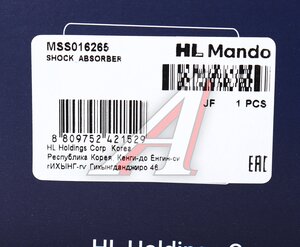 MSS016265
SHOCK ABSORBER
HL Mando
JF 1 PCS
8 809752 421529
HL Holdings Corp Korea
Республика Корея Кенги-до Ёнгин-си
гИХЫНГ-гу Гихынгданджиро 46
EAC
HL Holdings C